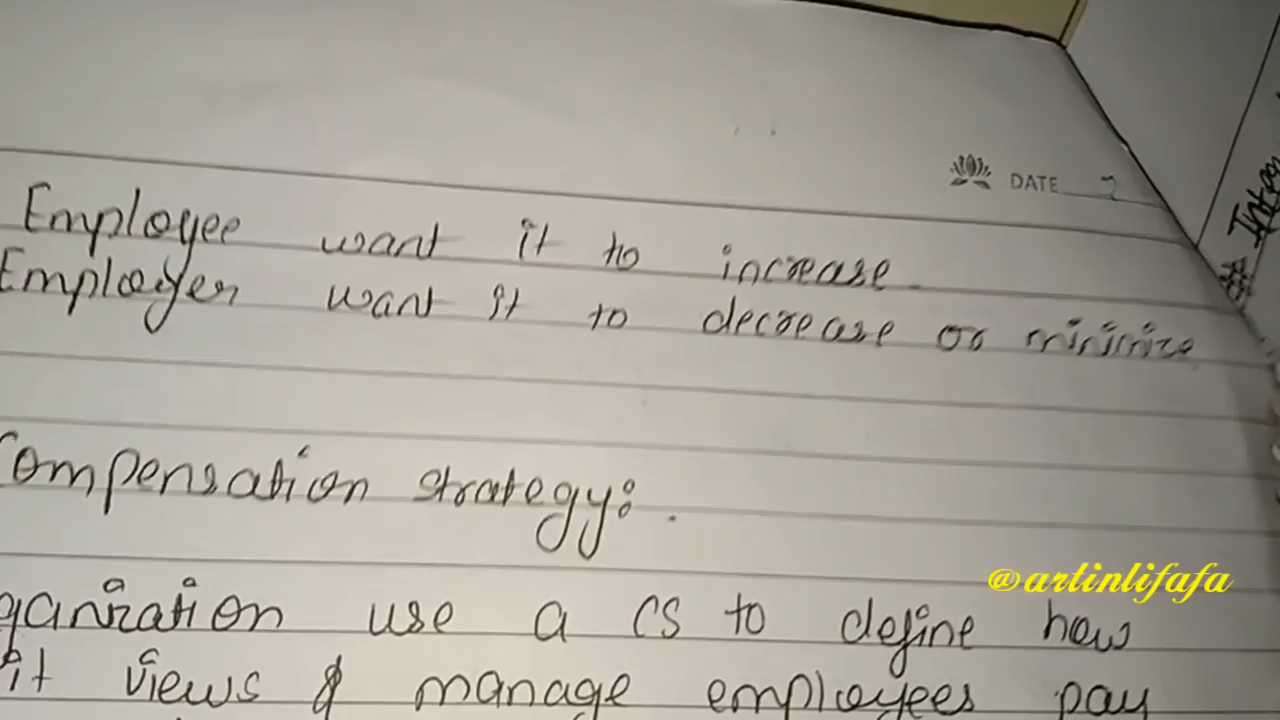 DATE 2
Employee want it to increase.
Employer want it to decrease or minimize
Compensation strategy:.
@artinlifafa
ganization use a CS to define how
it views & manage employees pay